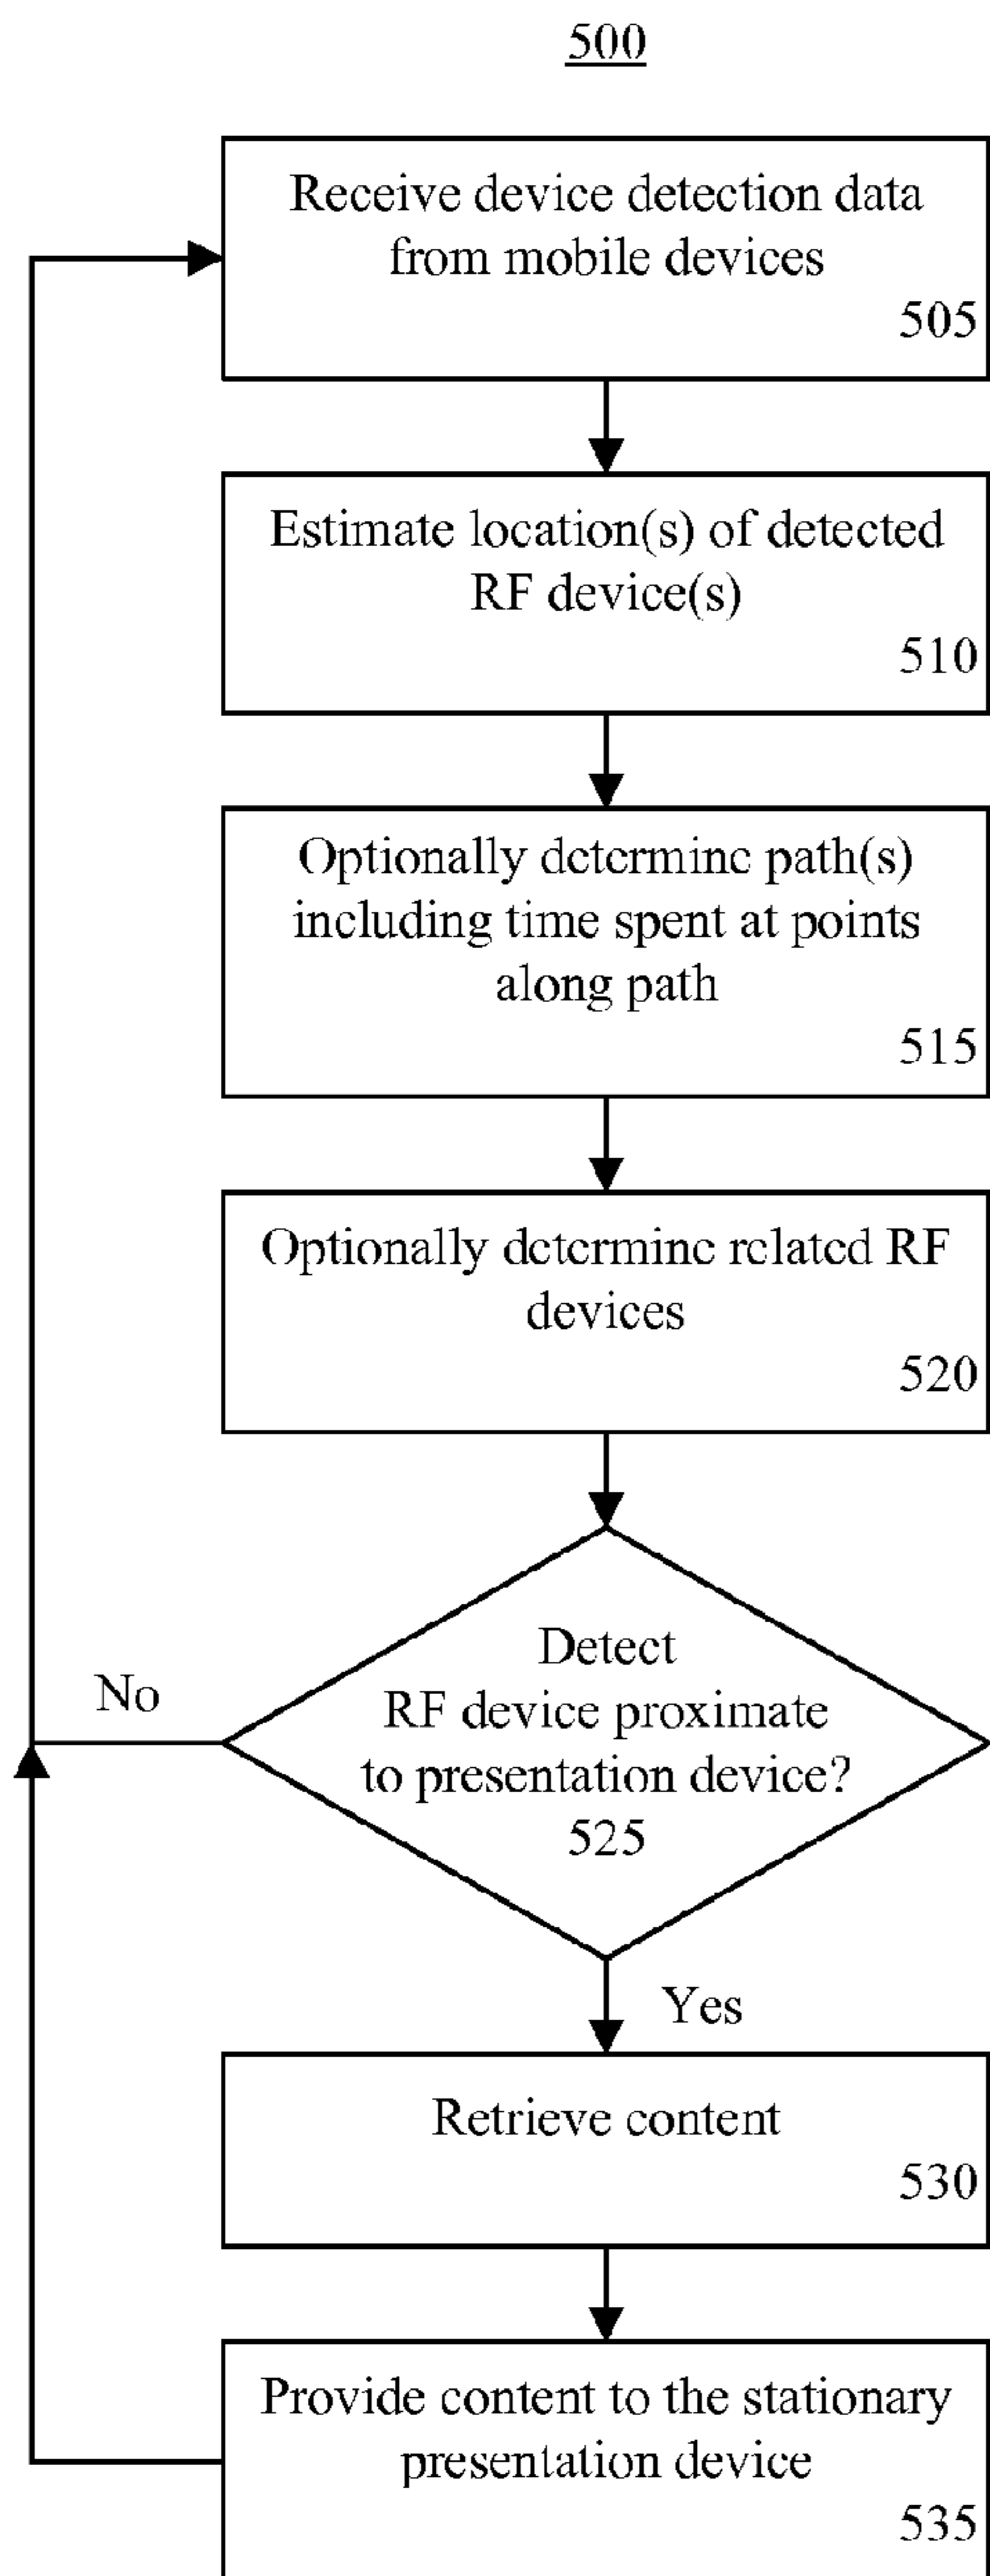 500
Receive device detection data
from mobile devices
505
Estimate location(s) of detected
RF device(s)
510
Optionally determine path(s)
including time spent at points
along path
515
Optionally determine related RF
devices
520
Detect
RF device proximate
to presentation device?
525
No
Yes
Retrieve content
530
Provide content to the stationary
presentation device
535